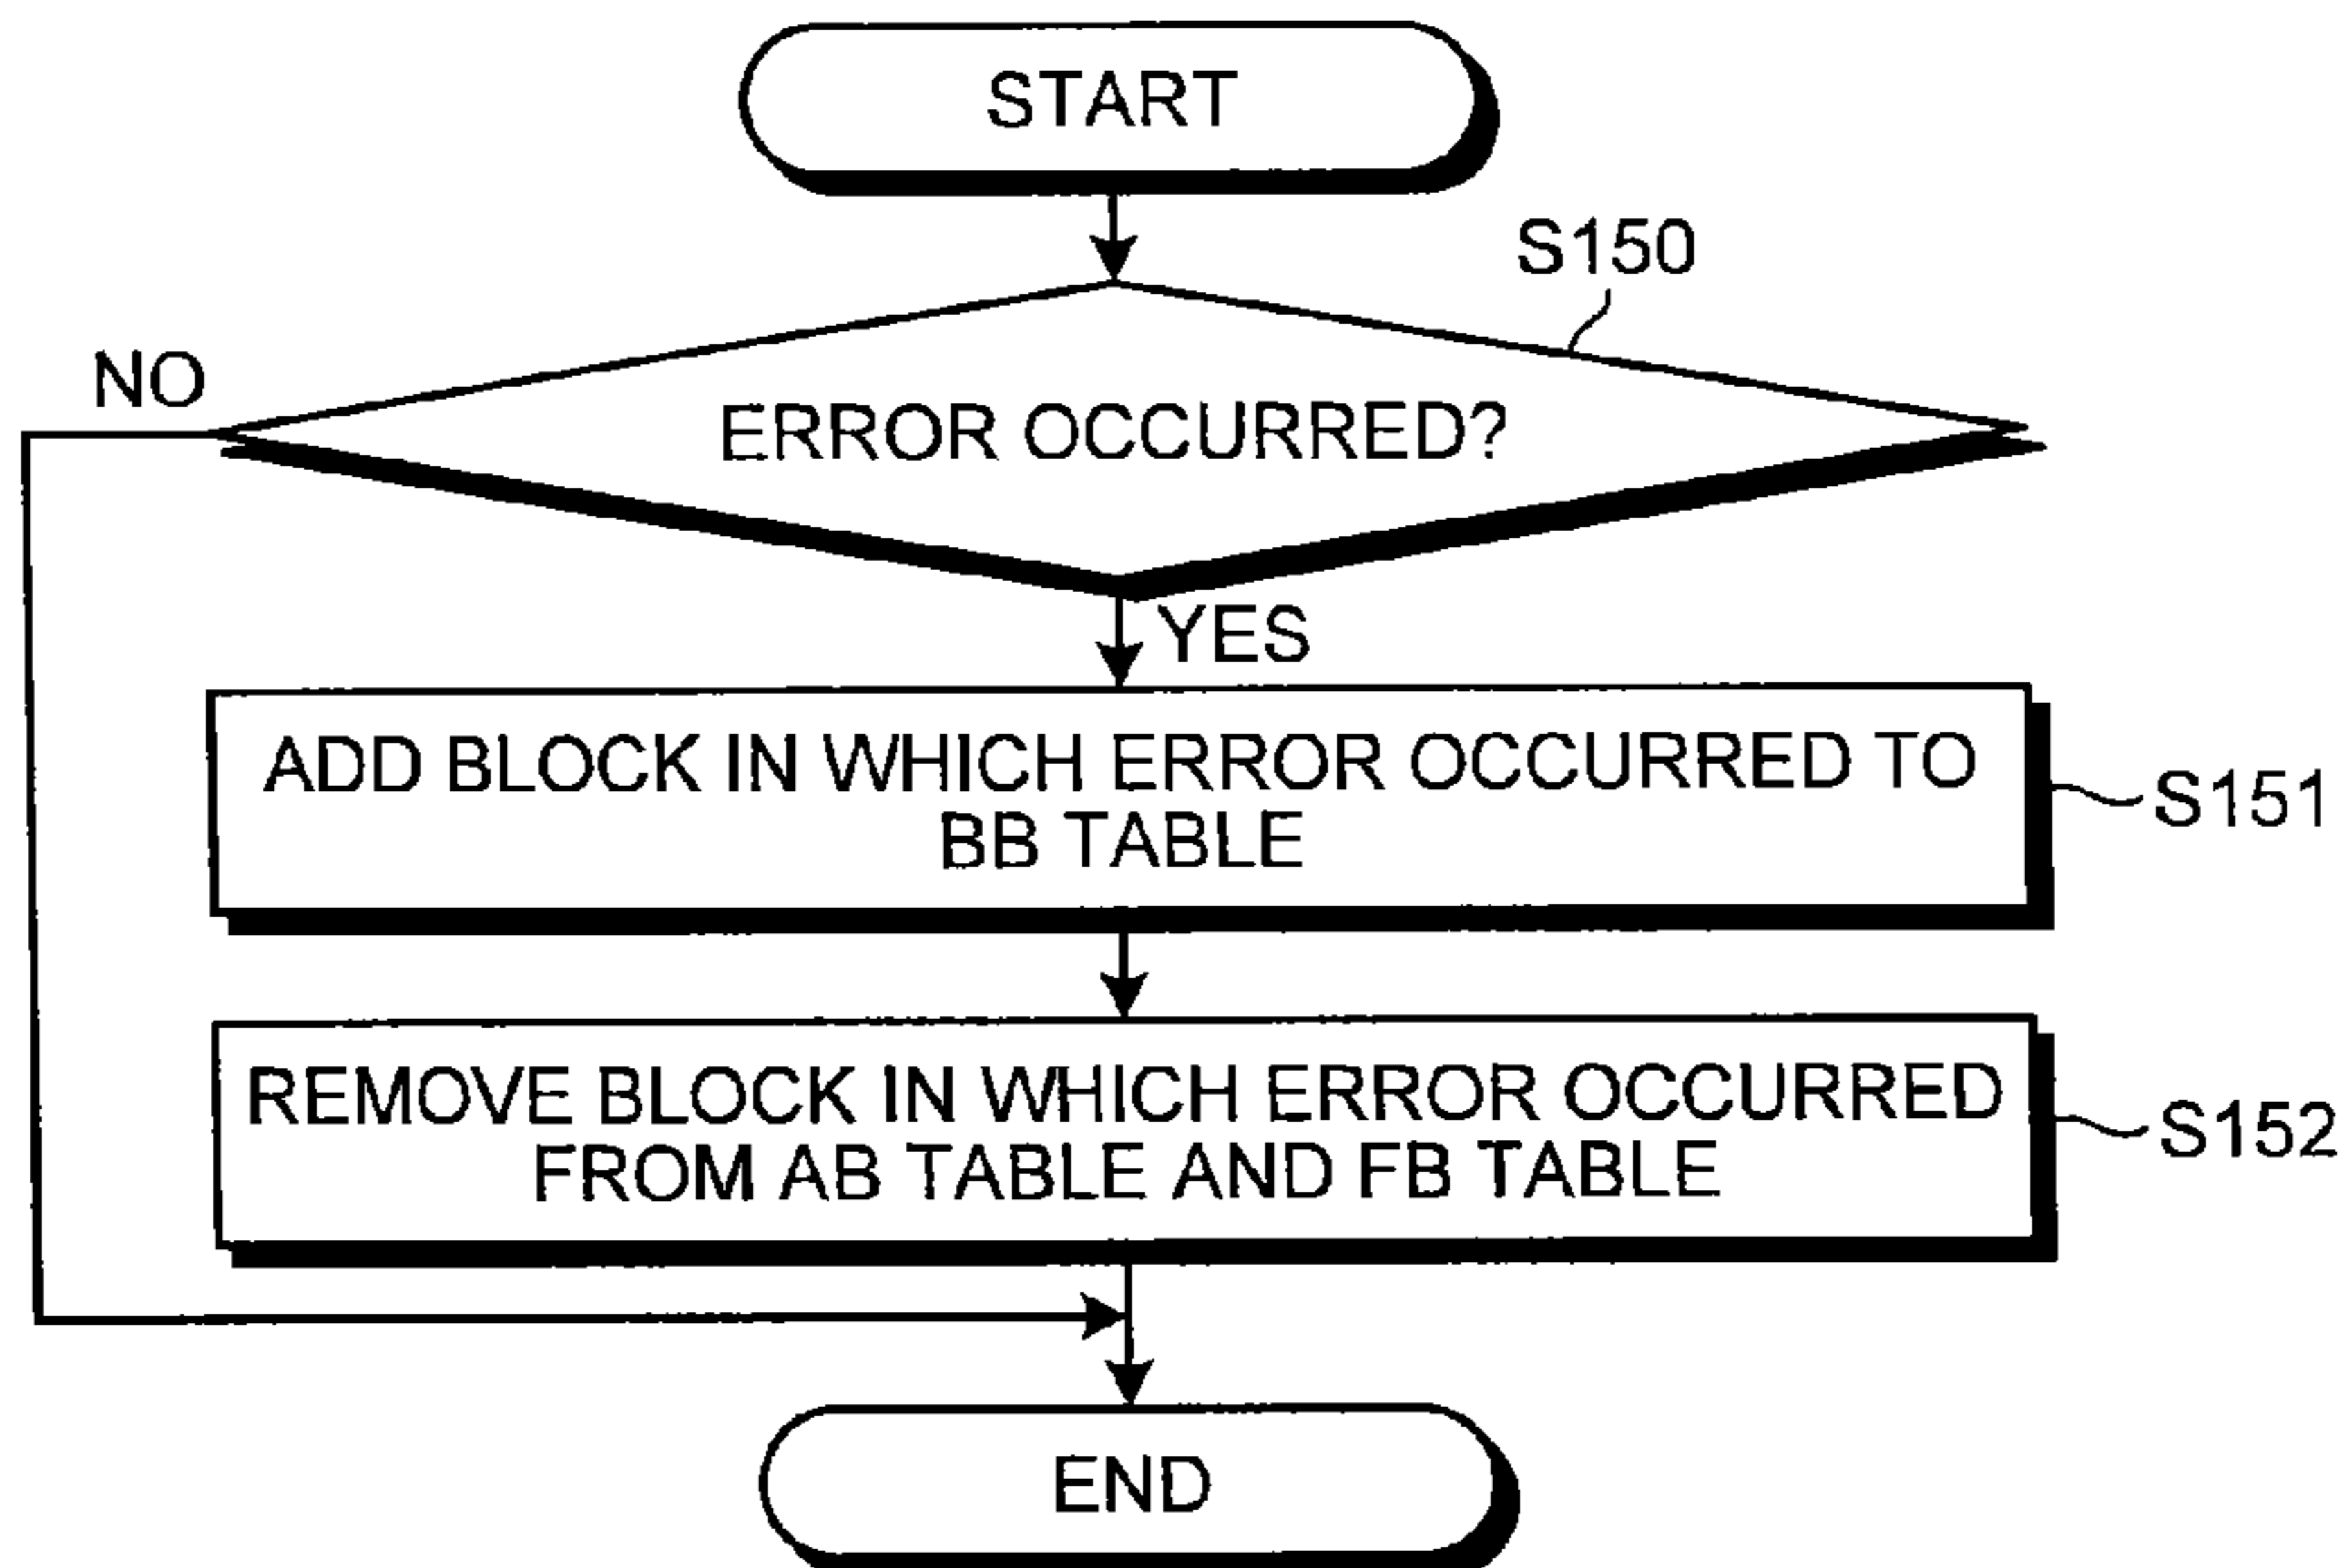 START
S150
NO
ERROR OCCURRED?
YES
ADD BLOCK IN WHICH ERROR OCCURRED TO
BB TABLE
S151
REMOVE BLOCK IN WHICH ERROR OCCURRED
FROM AB TABLE AND FB TABLE
S152
END